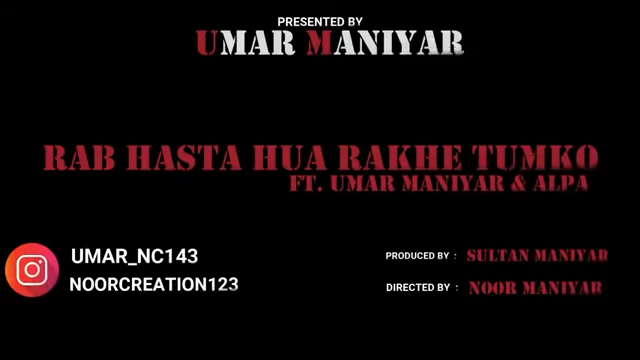 PRESENTED BY
UMAR MANIYAR
RAB HASTA HUA RAKHE TUMKO
FT. UMAR MANIYAR & ALPA
UMAR_NC143
NOORCREATION123
PRODUCED BY : SULTAN MANIYAR
DIRECTED BY : NOOR MANIYAR